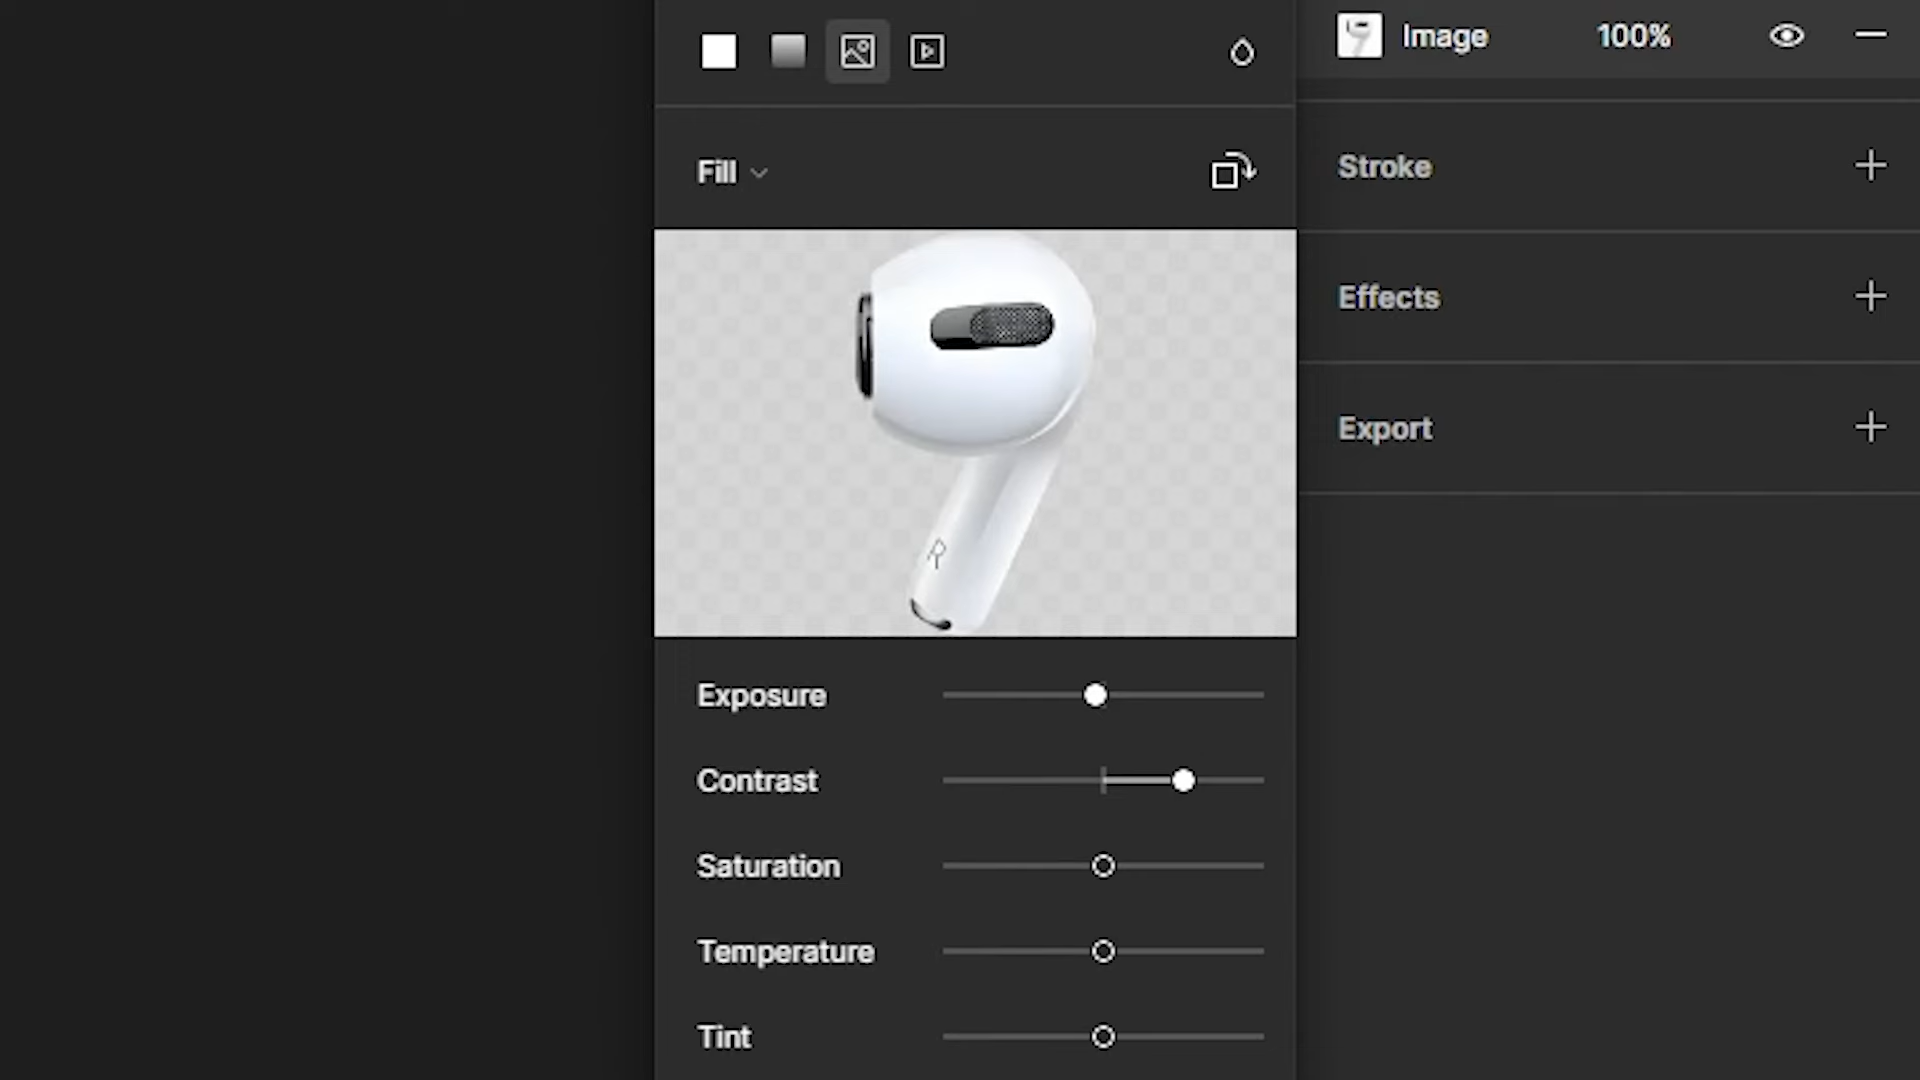 Image 100%
Fill
Stroke
Effects
Export
R
Exposure
Contrast
Saturation
Temperature
Tint